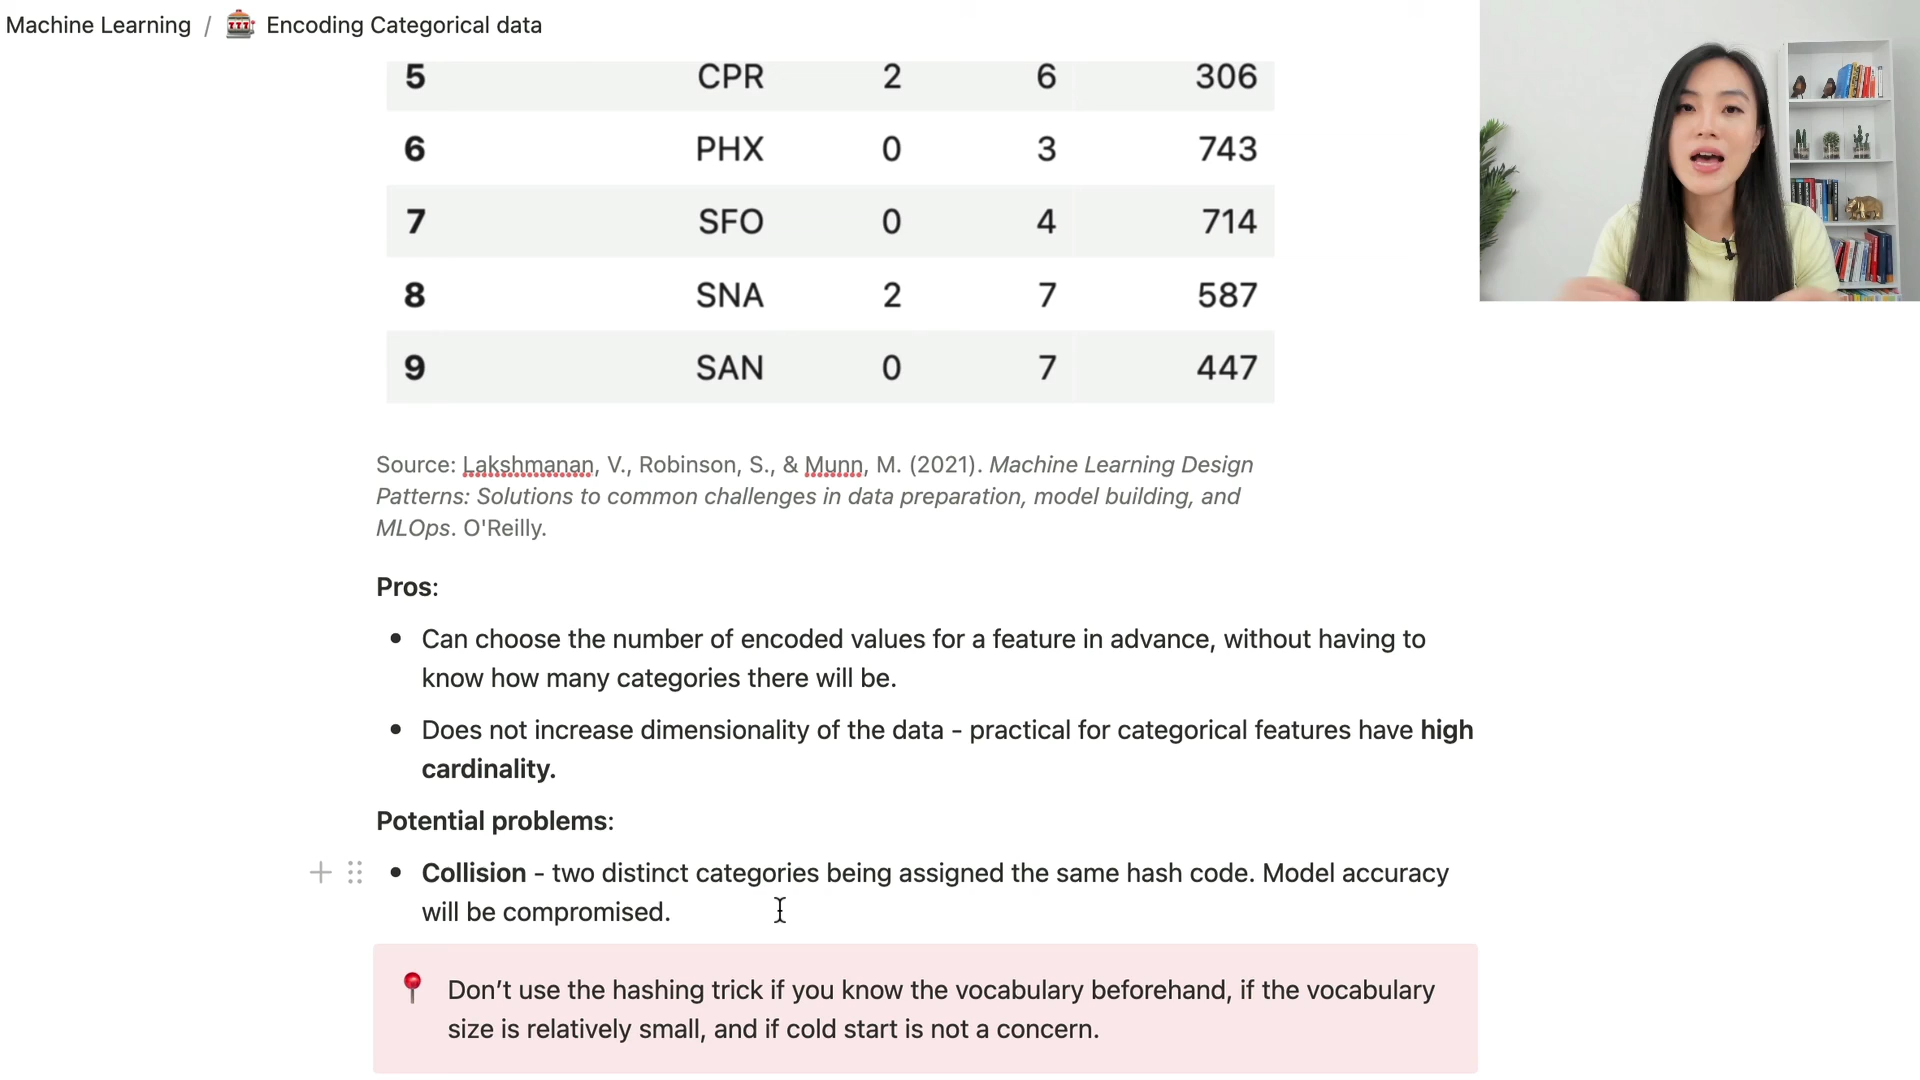 Machine Learning / Encoding Categorical data
5 CPR 2 6 306
6 PHX 0 3 743
7 SFO 0 4 714
8 SNA 2 7 587
9 SAN 0 7 447
Source: Lakshmanan, V., Robinson, S., & Munn, M. (2021). Machine Learning Design
Patterns: Solutions to common challenges in data preparation, model building, and
MLOps. O'Reilly.
Pros:
• Can choose the number of encoded values for a feature in advance, without having to
know how many categories there will be.
• Does not increase dimensionality of the data - practical for categorical features have high
cardinality.
Potential problems:
• Collision - two distinct categories being assigned the same hash code. Model accuracy
will be compromised.
Don’t use the hashing trick if you know the vocabulary beforehand, if the vocabulary
size is relatively small, and if cold start is not a concern.